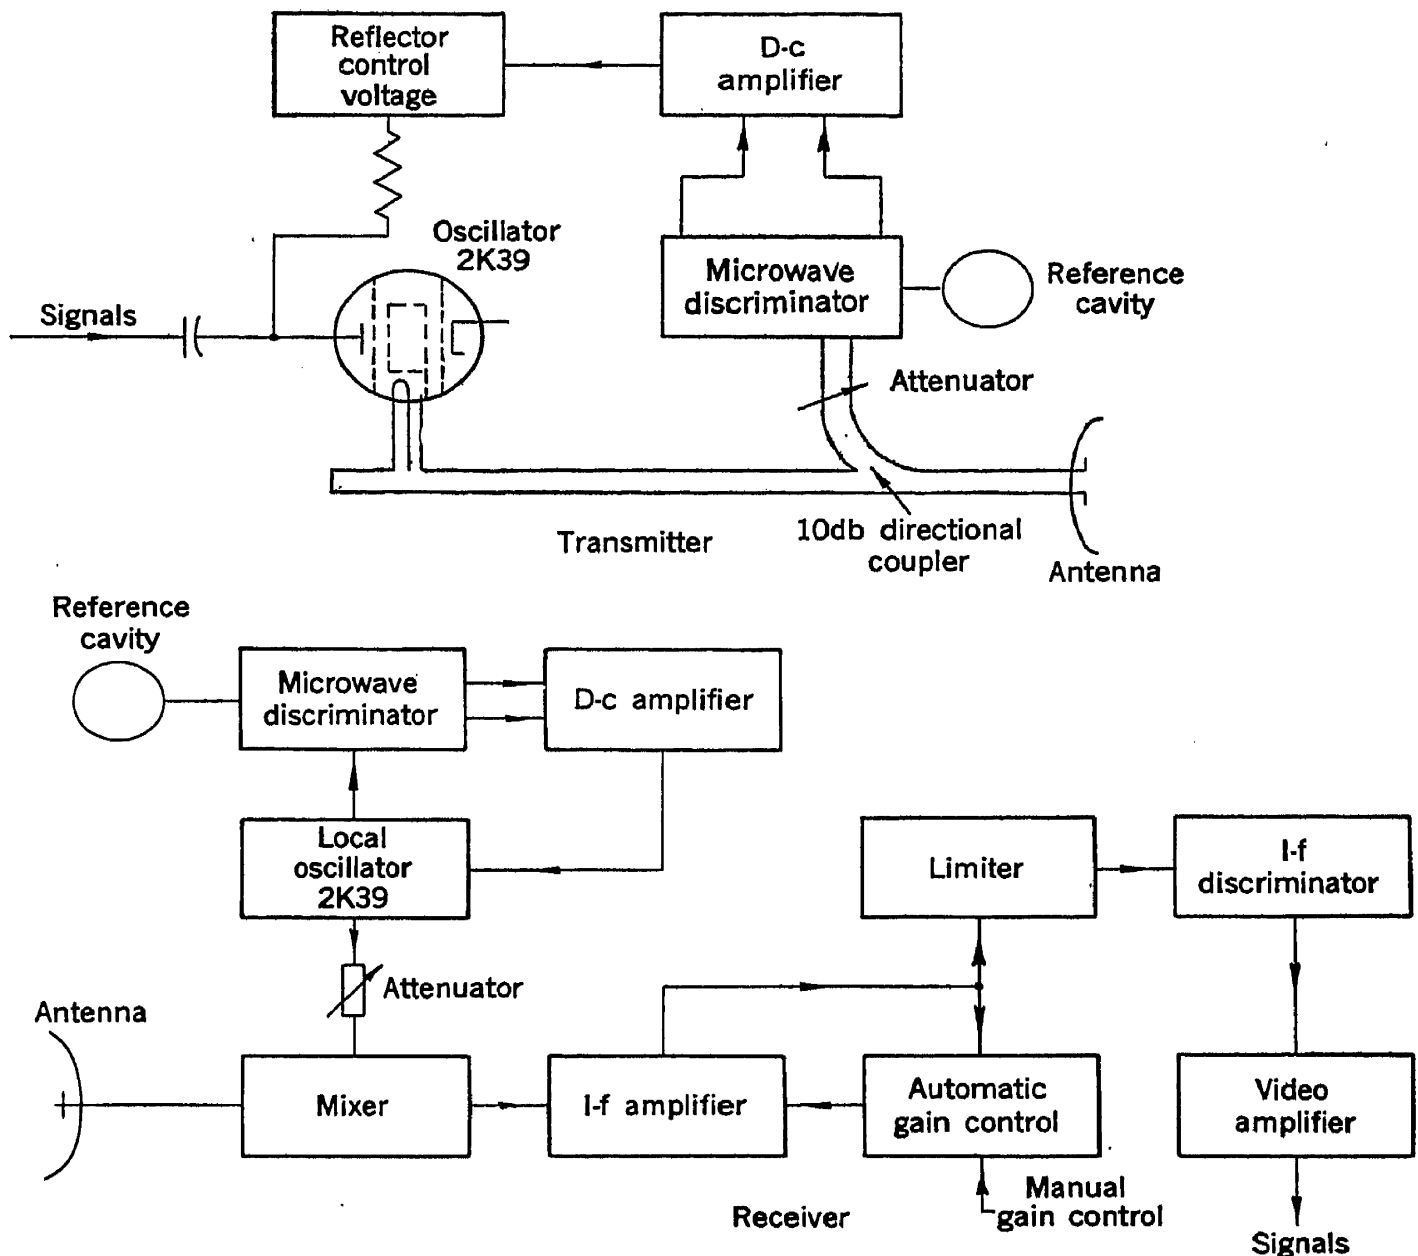 Reflector
control
voltage
D-c
amplifier
Oscillator
2K39
Microwave
discriminator
Reference
cavity
Signals
Attenuator
10db directional
coupler
Transmitter
Antenna
Reference
cavity
Microwave
discriminator
D-c amplifier
Local
oscillator
2K39
Limiter
I-f
discriminator
Attenuator
Antenna
Mixer
I-f amplifier
Automatic
gain control
Video
amplifier
Manual
gain control
Receiver
Signals